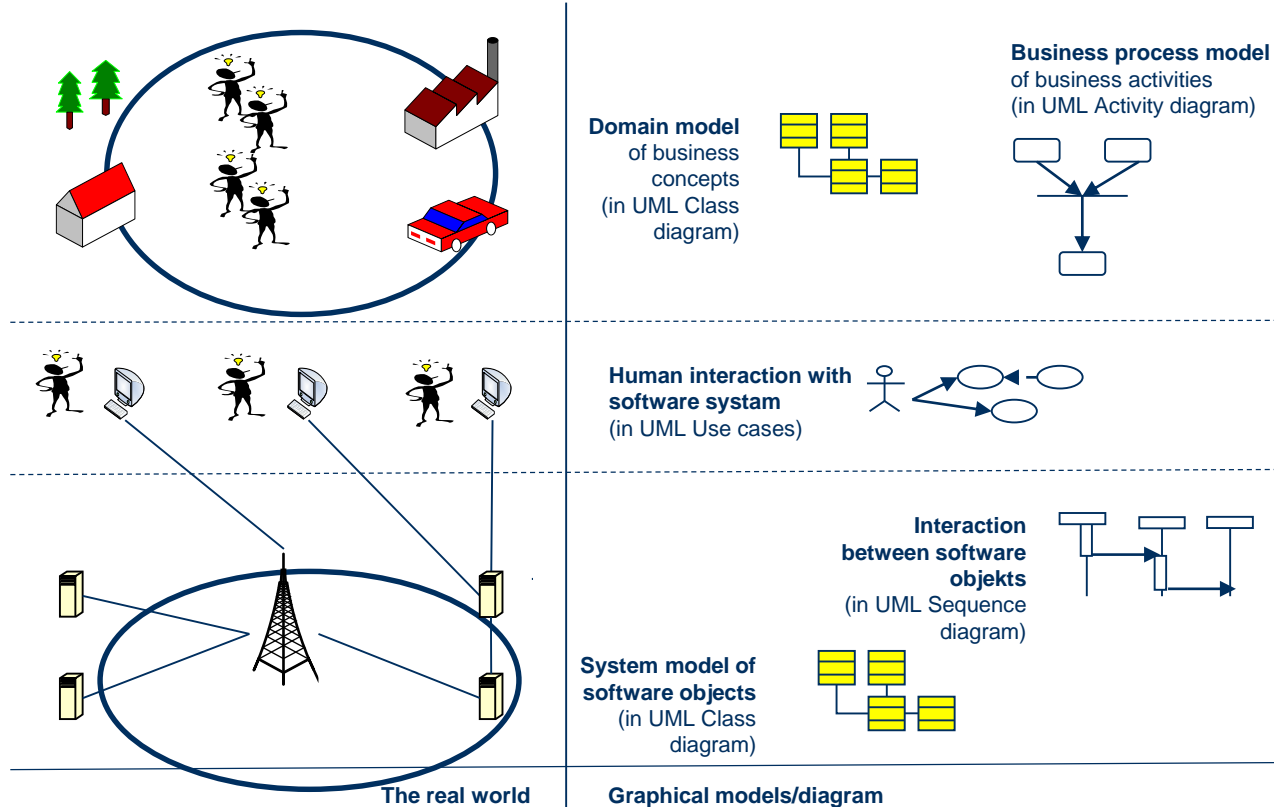 Business process model
of business activities
(in UML Activity diagram)
Domain model
of business
concepts
(in UML Class
diagram)
Human interaction with
software systam
(in UML Use cases)
Interaction
between software
objekts
(in UML Sequence
diagram)
System model of
software objects
(in UML Class
diagram)
The real world
Graphical models/diagram